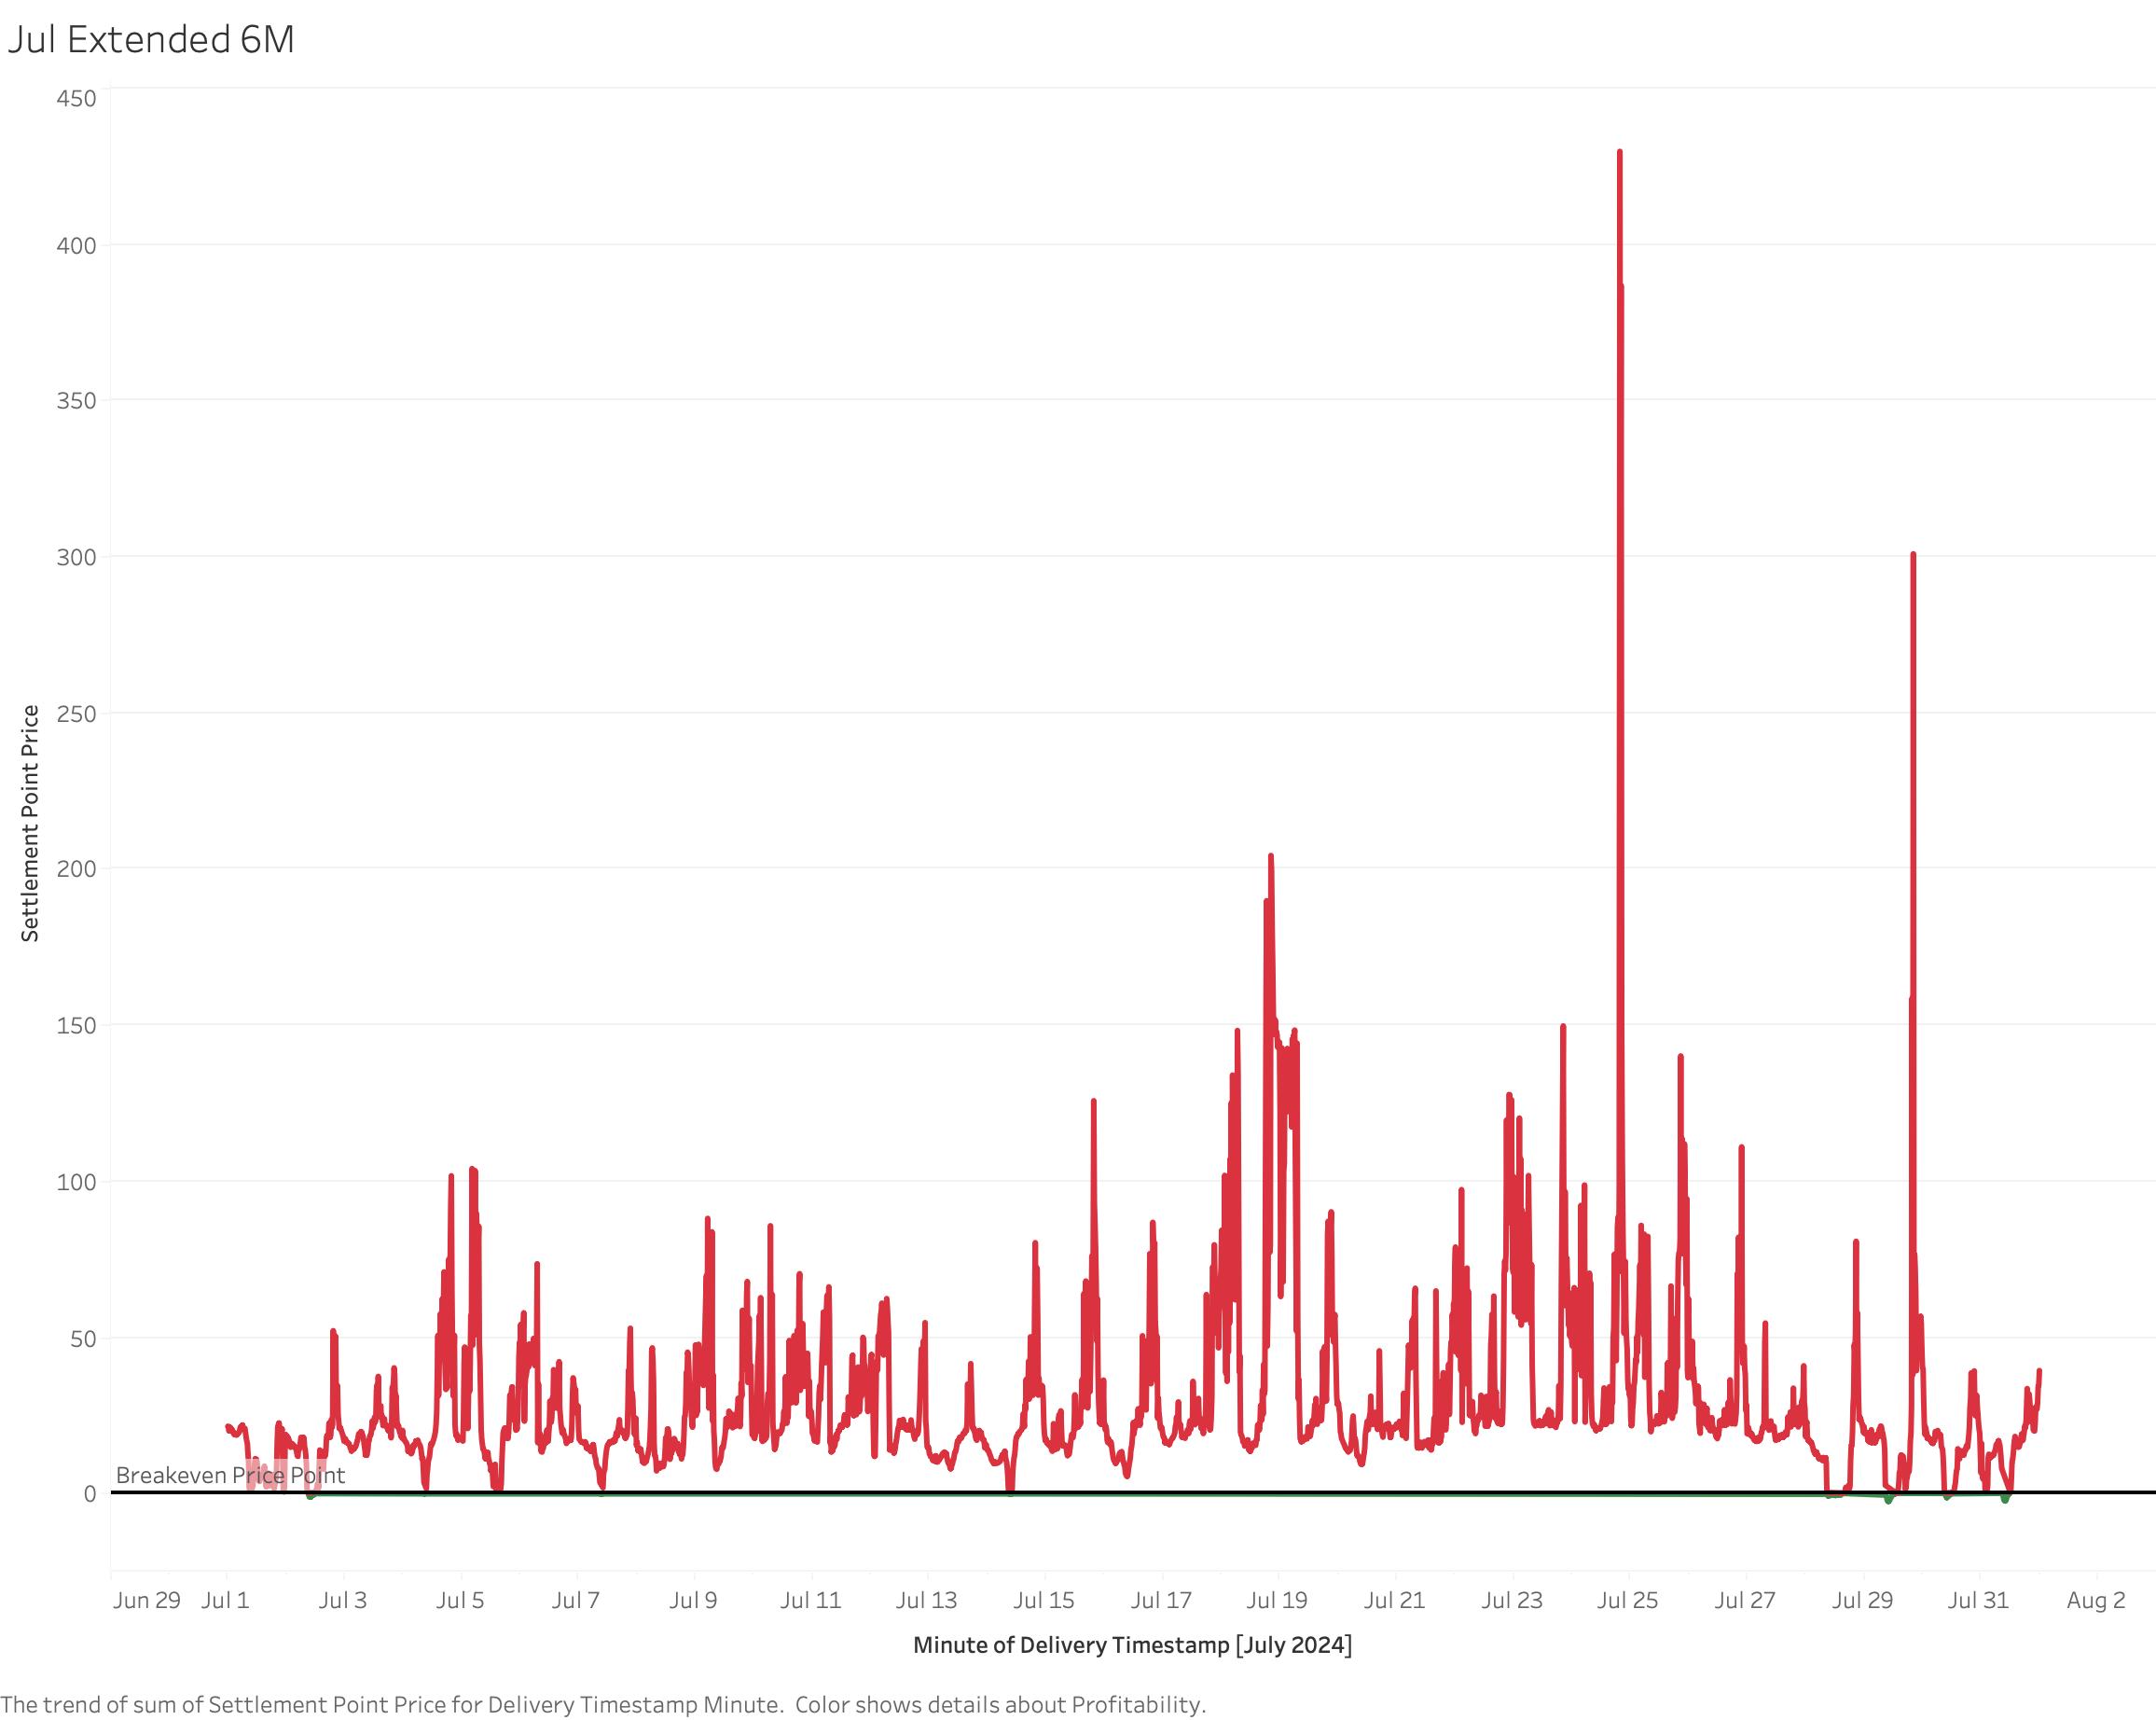 Jul Extended 6M
450
400
350
300
250
200
150
100
50
0
Settlement Point Price
Breakeven Price Point
Jun 29 Jul 1 Jul 3 Jul 5 Jul 7 Jul 9 Jul 11 Jul 13 Jul 15 Jul 17 Jul 19 Jul 21 Jul 23 Jul 25 Jul 27 Jul 29 Jul 31 Aug 2
Minute of Delivery Timestamp [July 2024]
The trend of sum of Settlement Point Price for Delivery Timestamp Minute.  Color shows details about Profitability.